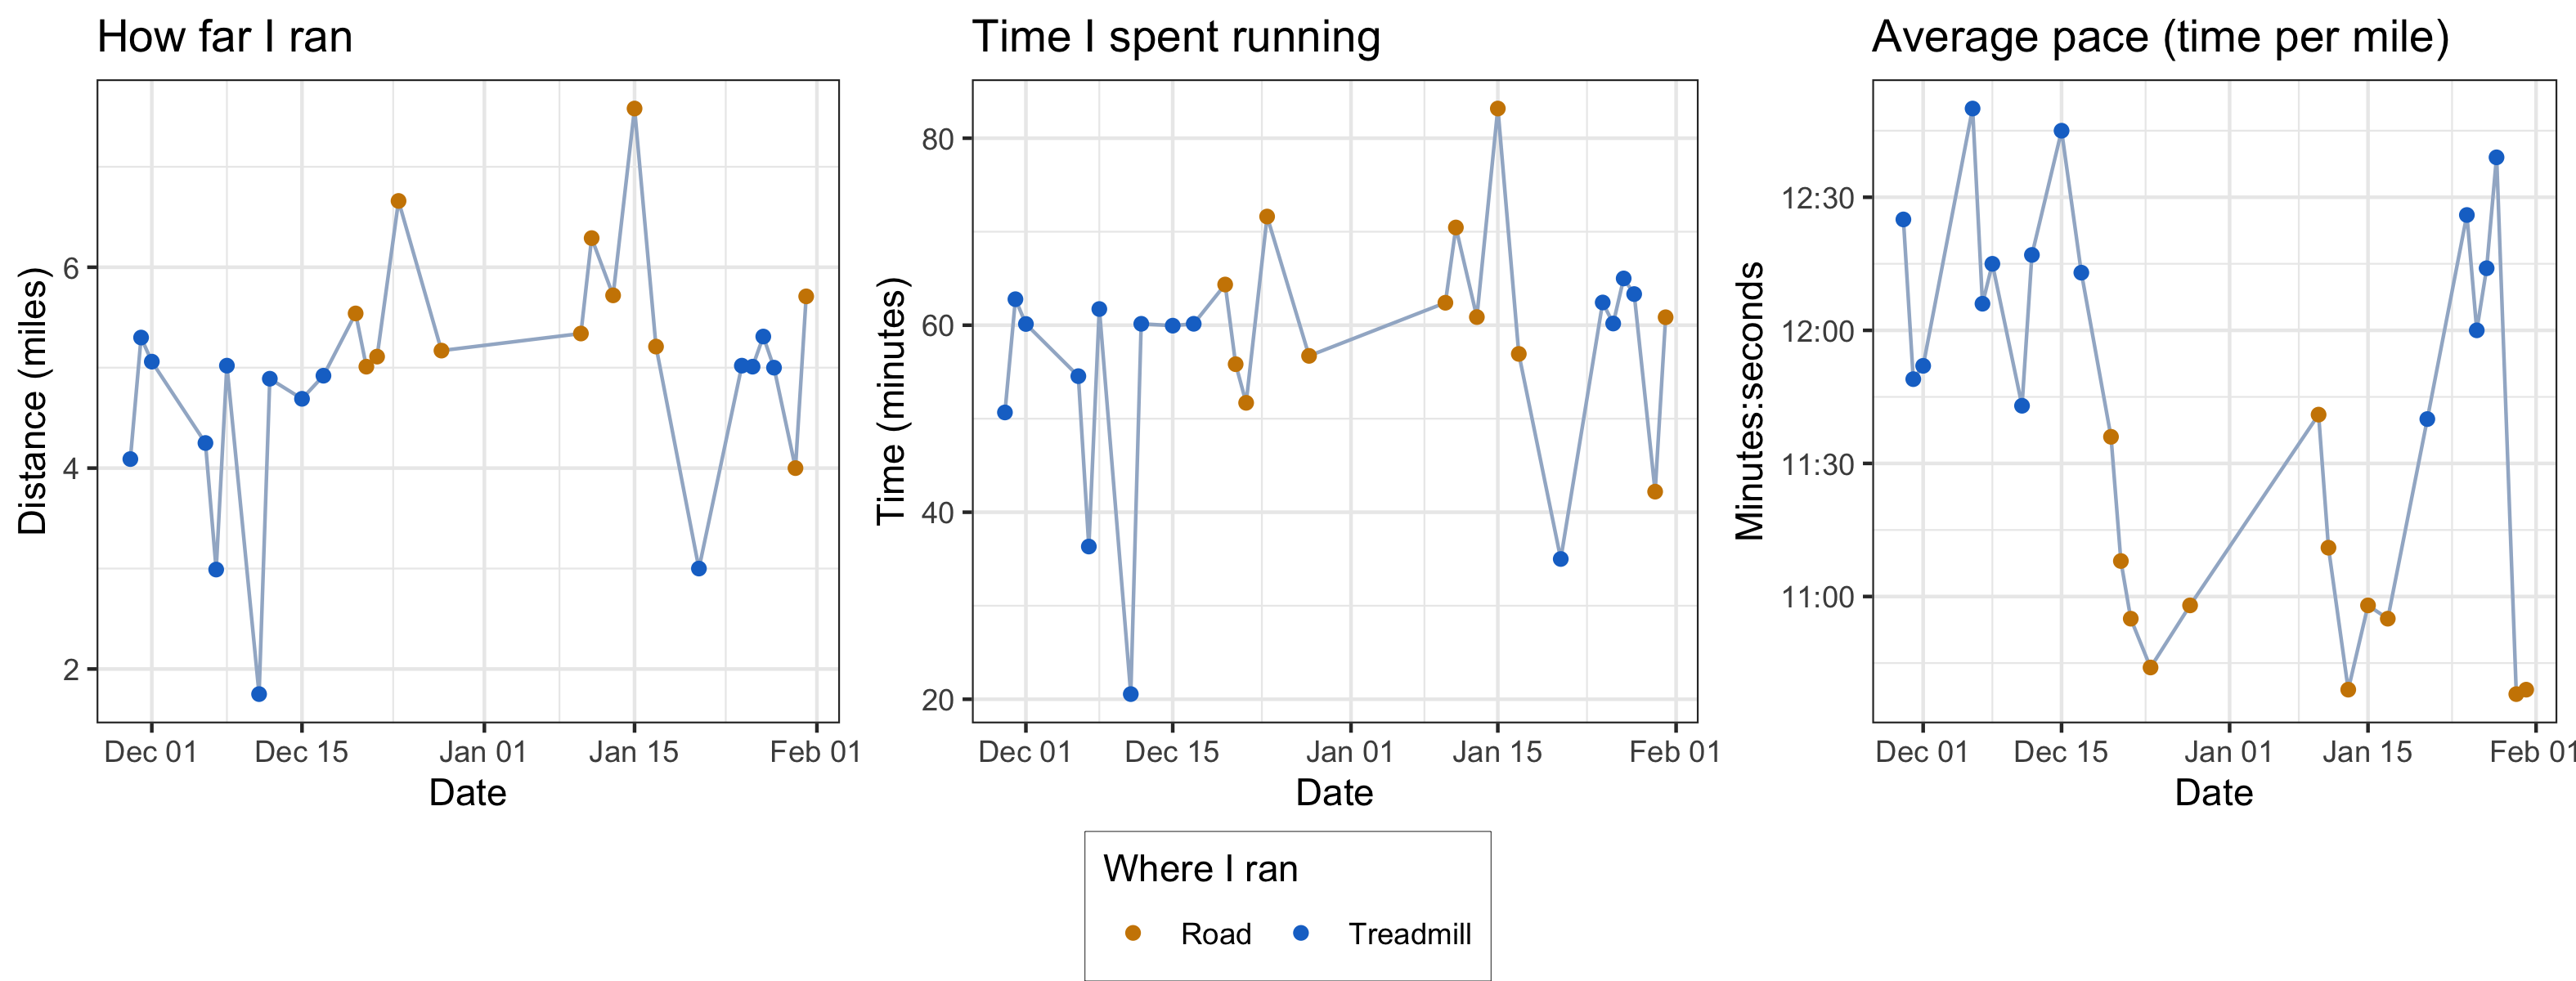 How far I ran
Distance (miles)
6
4
2
Dec 01 Dec 15 Jan 01 Jan 15 Feb 01
Date
Time I spent running
Time (minutes)
80
60
40
20
Dec 01 Dec 15 Jan 01 Jan 15 Feb 01
Date
Average pace (time per mile)
Minutes:seconds
12:30
12:00
11:30
11:00
Dec 01 Dec 15 Jan 01 Jan 15 Feb 01
Date
Where I ran
Road Treadmill